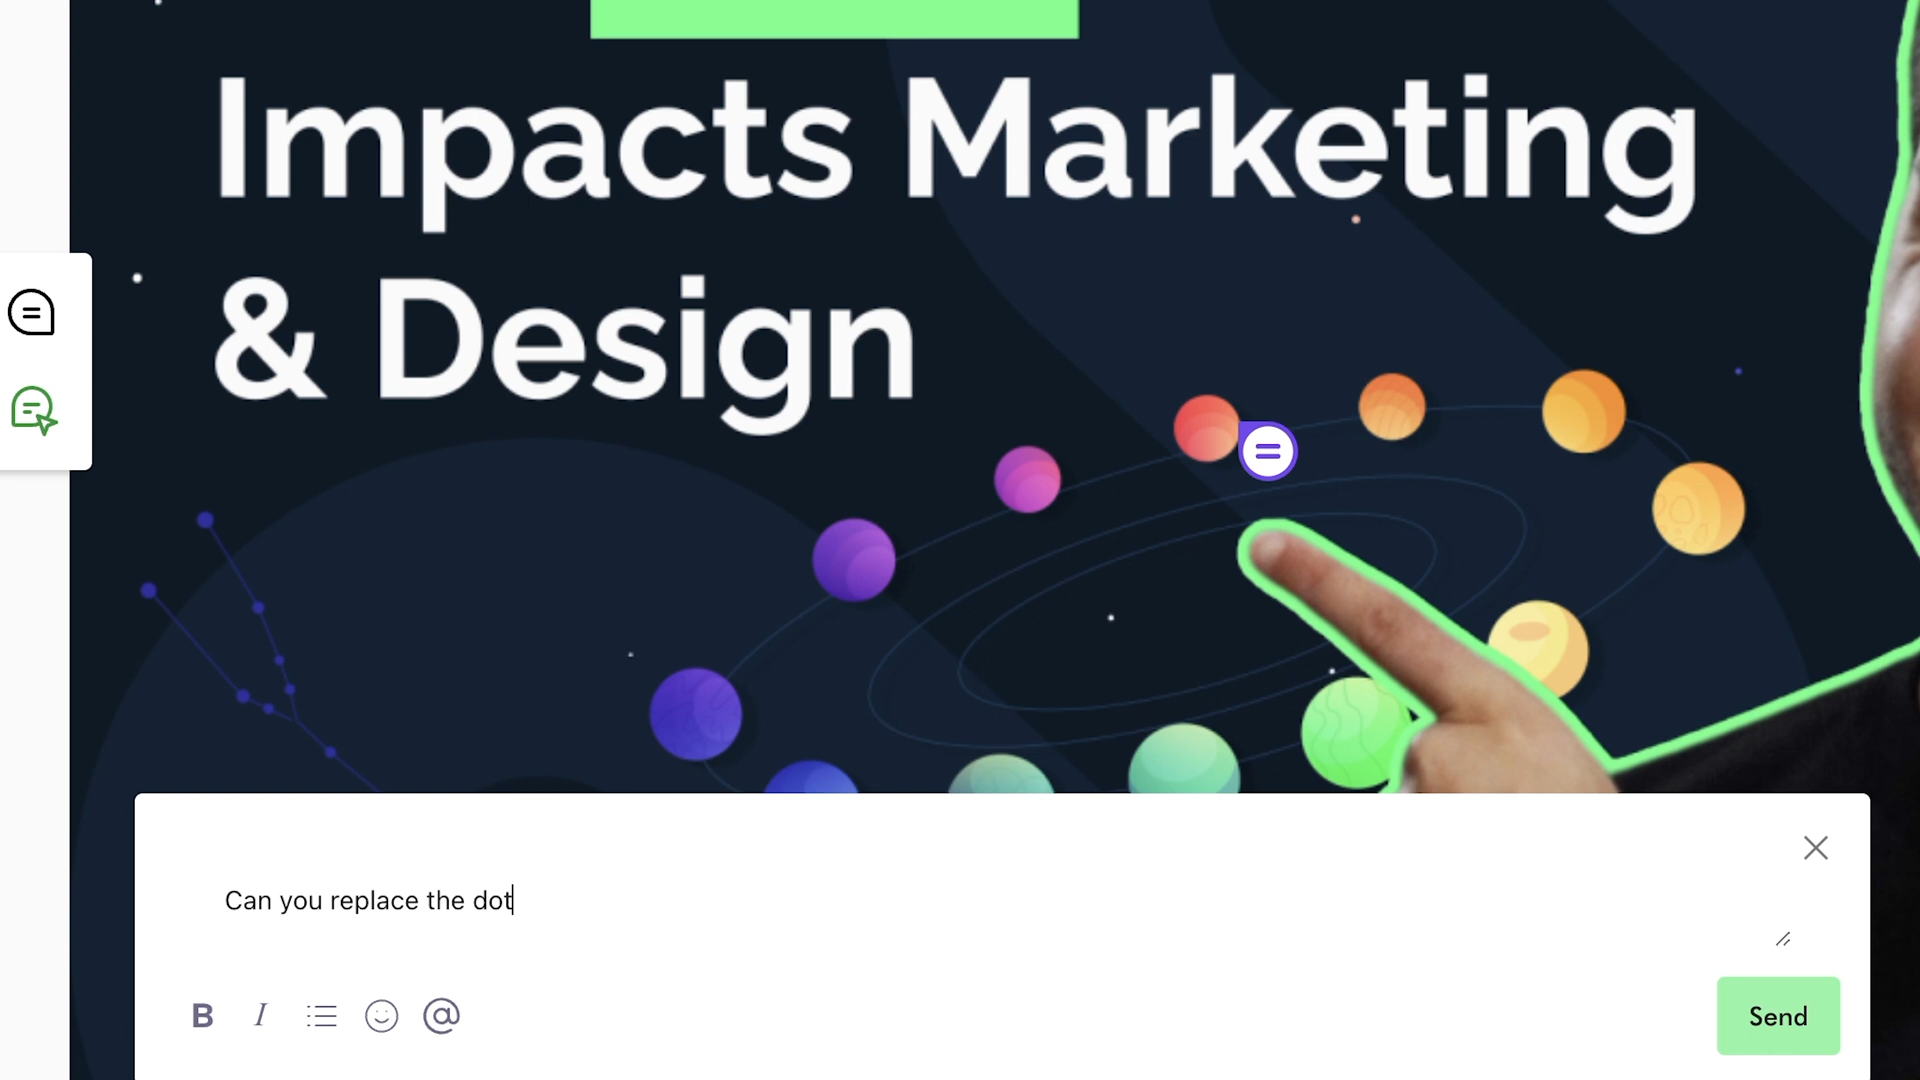 Impacts Marketing
& Design
Can you replace the dot
B I @
Send